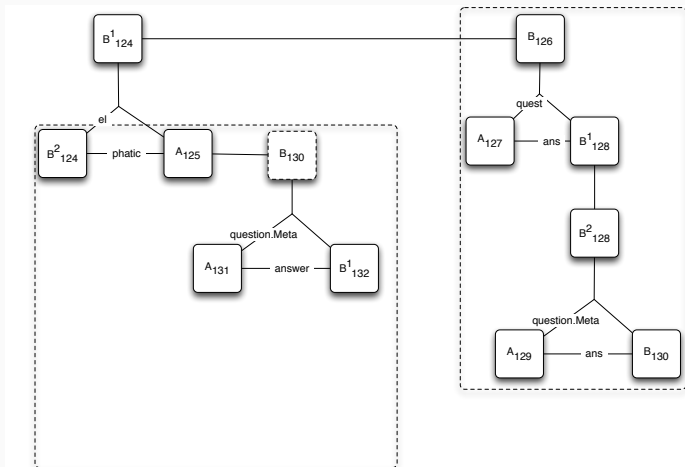 B¹₁₂₄
B₁₂₆
quest
el
A₁₂₇
ans
B¹₁₂₈
B²₁₂₄
phatic
A₁₂₅
B₁₃₀
B²₁₂₈
question.Meta
A₁₃₁
answer
B¹₁₃₂
question.Meta
A₁₂₉
ans
B₁₃₀